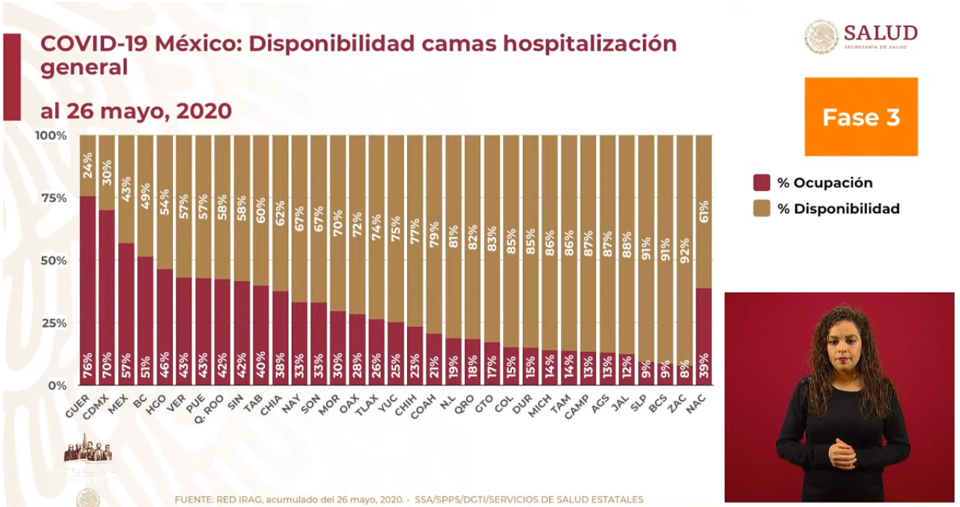 COVID-19 México: Disponibilidad camas hospitalización
general
al 26 mayo, 2020
SALUD
SECRETARÍA DE SALUD
Fase 3
% Ocupación
% Disponibilidad
100%
75%
50%
25%
0%
24% 30% 43% 49% 54% 57% 57% 58% 58% 60% 62% 67% 67% 70% 72% 74% 75% 77% 79% 81% 82% 83% 85% 85% 86% 86% 87% 87% 88% 91% 91% 92% 61%
76% 70% 57% 51% 46% 43% 43% 42% 42% 40% 38% 33% 33% 30% 28% 26% 25% 23% 21% 19% 18% 17% 15% 15% 14% 14% 13% 13% 12% 9% 9% 8% 39%
GUER CDMX MEX BC HGO VER PUE Q. ROO SIN TAB CHIA NAY SON MOR OAX TLAX YUC CHIH COAH N.L QRO GTO COL DUR MICH TAM CAMP AGS JAL SLP BCS ZAC NAC
FUENTE: RED IRAG, acumulado del 26 mayo, 2020. - SSA/SPPS/DGTI/SERVICIOS DE SALUD ESTATALES